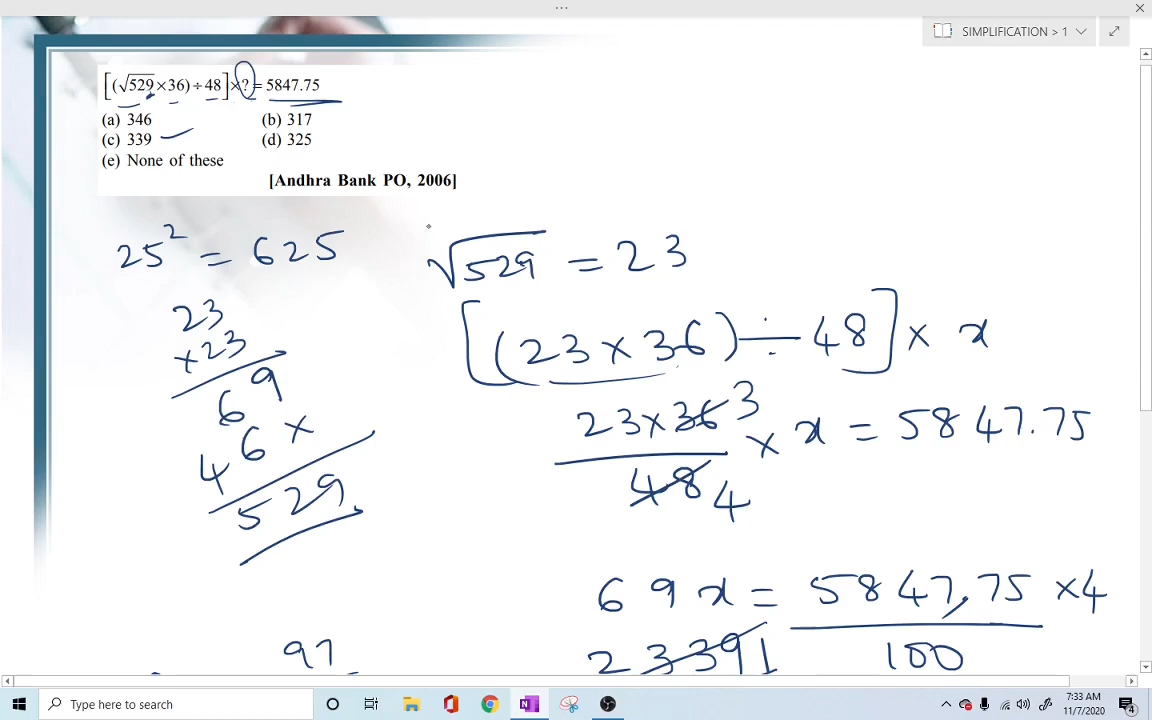 SIMPLIFICATION > 1
[(√529×36)÷48]×?=5847.75
(a) 346 (b) 317
(c) 339 (d) 325
(e) None of these
[Andhra Bank PO, 2006]
25² = 625
23
×23
69
46×
529
√529 = 23
[(23×36)÷48]× x
23×36 3
× x = 5847.75
48 4
69x = 5847,75 ×4
100
23391
97
Type here to search
7:33 AM
11/7/2020
4